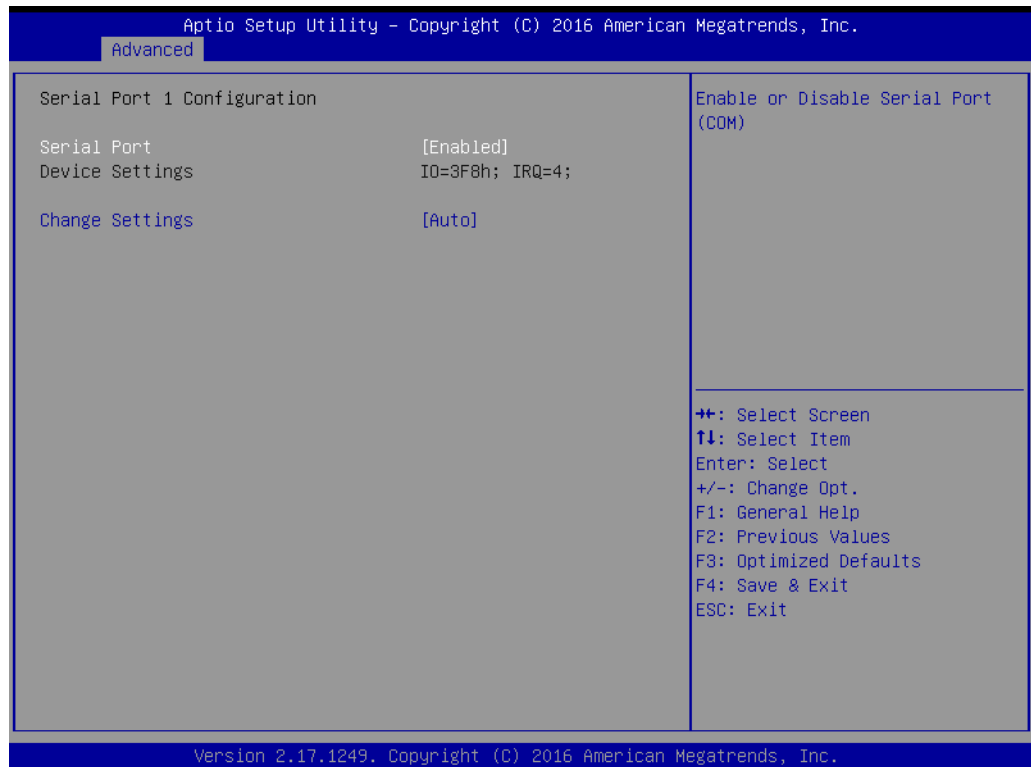 Aptio Setup Utility – Copyright (C) 2016 American Megatrends, Inc.
Advanced
Serial Port 1 Configuration
Serial Port [Enabled]
Device Settings IO=3F8h; IRQ=4;
Change Settings [Auto]
Enable or Disable Serial Port
(COM)
→←: Select Screen
↑↓: Select Item
Enter: Select
+/-: Change Opt.
F1: General Help
F2: Previous Values
F3: Optimized Defaults
F4: Save & Exit
ESC: Exit
Version 2.17.1249. Copyright (C) 2016 American Megatrends, Inc.